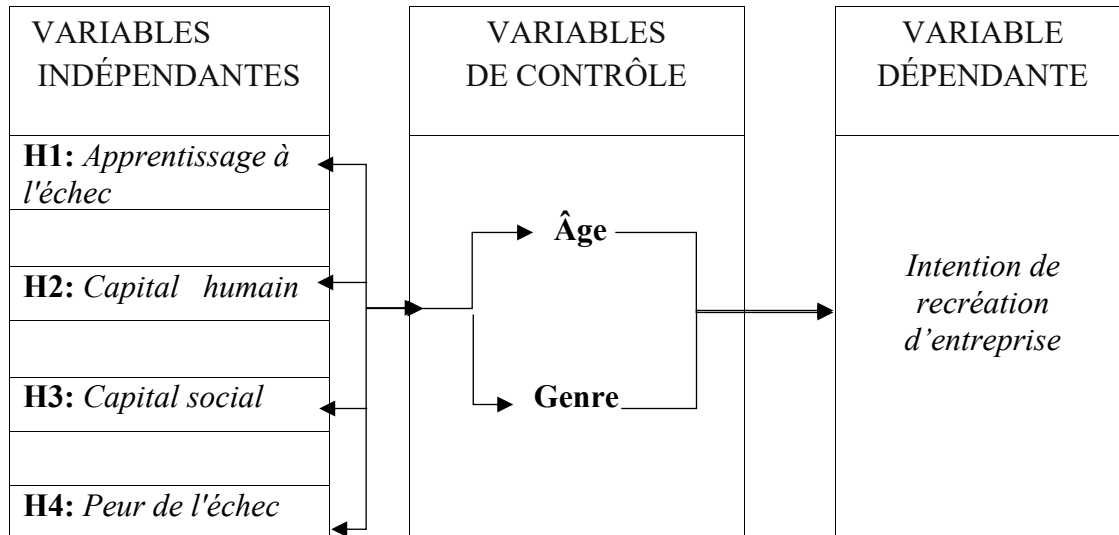 VARIABLES
INDÉPENDANTES
H1: Apprentissage à
l'échec
H2: Capital humain
H3: Capital social
H4: Peur de l'échec
VARIABLES
DE CONTRÔLE
Âge
Genre
VARIABLE
DÉPENDANTE
Intention de
recréation
d’entreprise